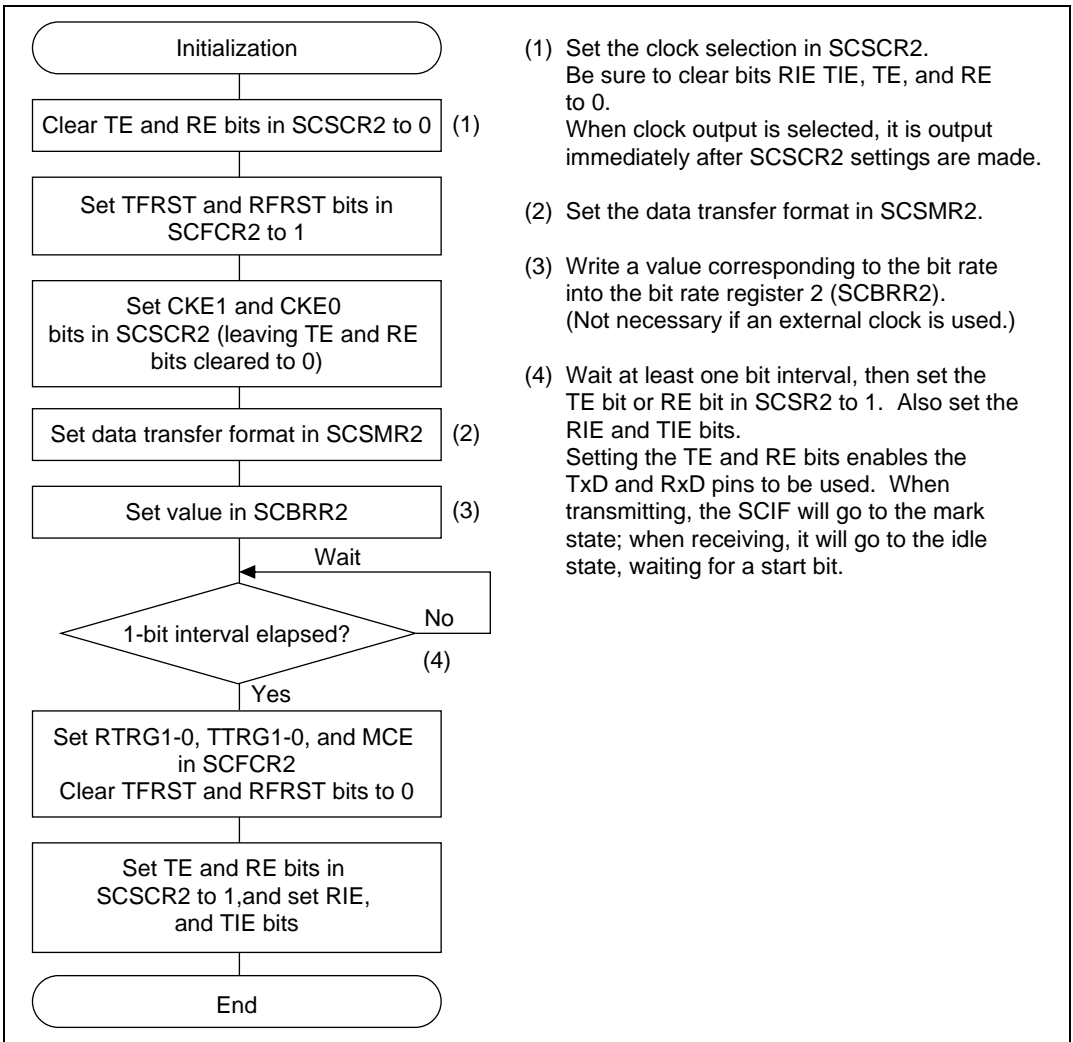 Initialization
Clear TE and RE bits in SCSCR2 to 0
(1)
Set TFRST and RFRST bits in
SCFCR2 to 1
Set CKE1 and CKE0
bits in SCSCR2 (leaving TE and RE
bits cleared to 0)
Set data transfer format in SCSMR2
(2)
Set value in SCBRR2
(3)
Wait
1-bit interval elapsed?
No
(4)
Yes
Set RTRG1-0, TTRG1-0, and MCE
in SCFCR2
Clear TFRST and RFRST bits to 0
Set TE and RE bits in
SCSCR2 to 1,and set RIE,
and TIE bits
End
(1) Set the clock selection in SCSCR2.
Be sure to clear bits RIE TIE, TE, and RE
to 0.
When clock output is selected, it is output
immediately after SCSCR2 settings are made.
(2) Set the data transfer format in SCSMR2.
(3) Write a value corresponding to the bit rate
into the bit rate register 2 (SCBRR2).
(Not necessary if an external clock is used.)
(4) Wait at least one bit interval, then set the
TE bit or RE bit in SCSR2 to 1. Also set the
RIE and TIE bits.
Setting the TE and RE bits enables the
TxD and RxD pins to be used. When
transmitting, the SCIF will go to the mark
state; when receiving, it will go to the idle
state, waiting for a start bit.